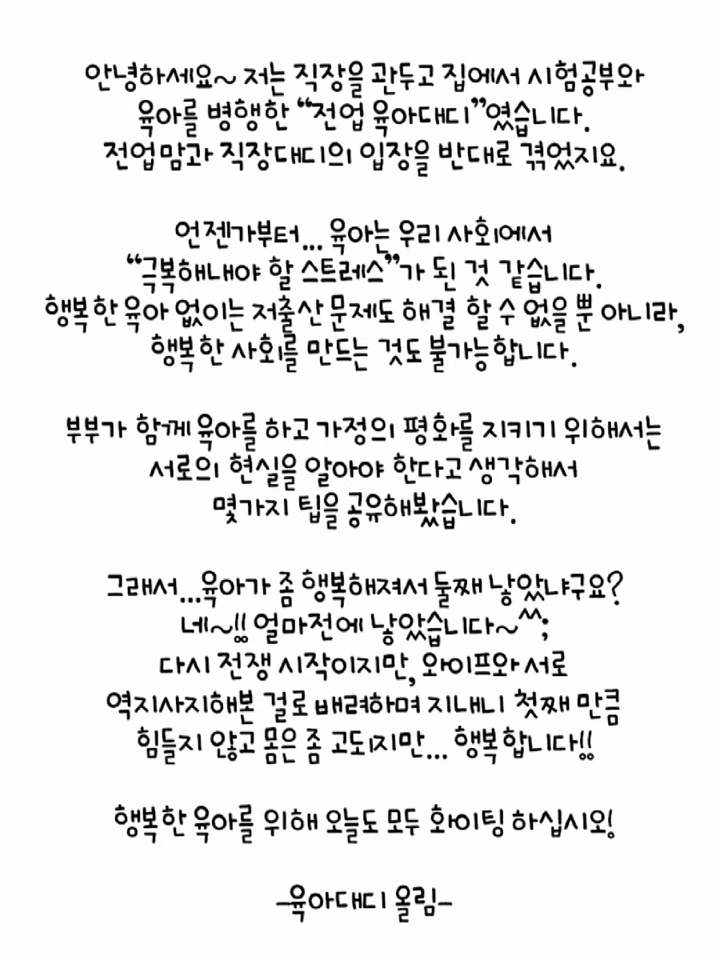 안녕하세요~ 저는 직장을 관두고 집에서 시험공부와
육아를 병행한 “전업 육아대디”였습니다.
전업맘과 직장대디의 입장을 반대로 겪었지요.
언젠가부터... 육아는 우리 사회에서
“극복해내야 할 스트레스”가 된 것 같습니다.
행복한 육아 없이는 저출산 문제도 해결 할 수 없을 뿐 아니라,
행복한 사회를 만드는 것도 불가능합니다.
부부가 함께 육아를 하고 가정의 평화를 지키기 위해서는
서로의 현실을 알아야 한다고 생각해서
몇가지 팁을 공유해봤습니다.
그래서...육아가 좀 행복해져서 둘째 낳았냐구요?
네~!! 얼마전에 낳았습니다~^^;
다시 전쟁 시작이지만, 와이프와 서로
역지사지해본 걸로 배려하며 지내니 첫째 만큼
힘들지 않고 몸은 좀 고되지만... 행복합니다!!
행복한 육아를 위해 오늘도 모두 화이팅 하십시오!
-육아대디 올림-